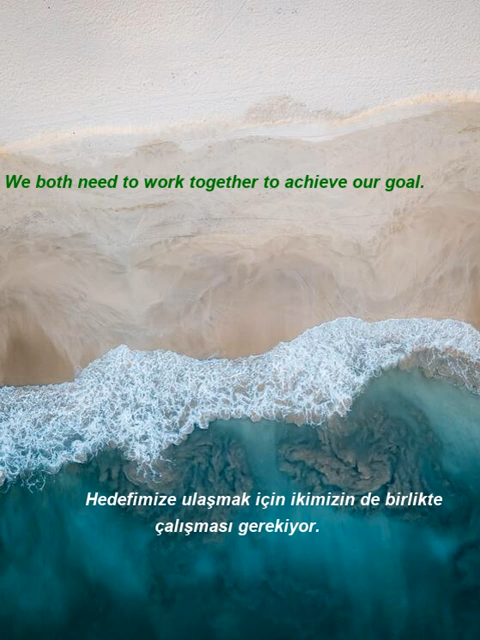 We both need to work together to achieve our goal.
Hedefimize ulaşmak için ikimizin de birlikte
çalışması gerekiyor.